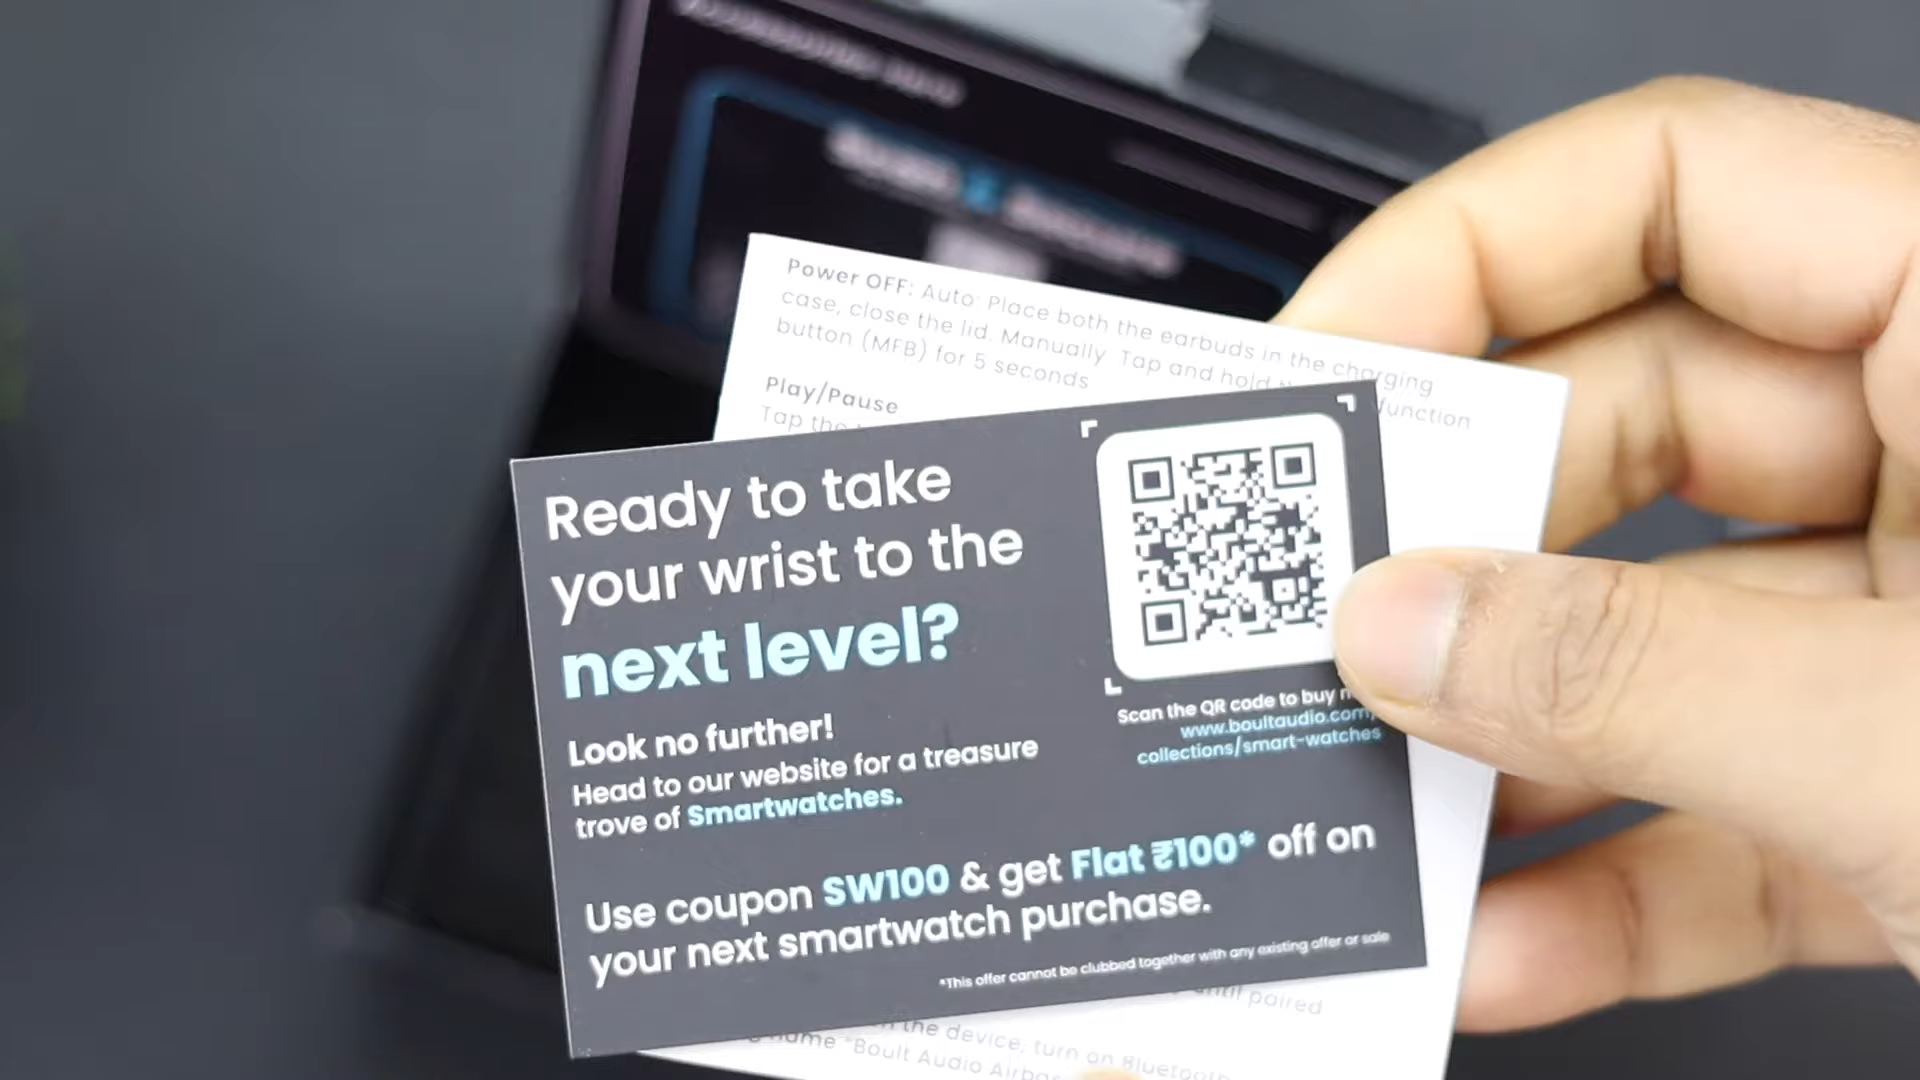 Power OFF: Auto: Place both the earbuds in the charging
case, close the lid. Manually Tap and hold function
button (MFB) for 5 seconds
Play/Pause
Tap the
Ready to take
your wrist to the
next level?
Look no further!
Head to our website for a treasure
trove of Smartwatches.
Use coupon SW100 & get Flat ₹100* off on
your next smartwatch purchase.
*This offer cannot be clubbed together with any existing offer or sale
Scan the QR code to buy
www.boultaudio.com/
collections/smart-watches
until paired
the device, turn on Bluetooth
name "Boult Audio